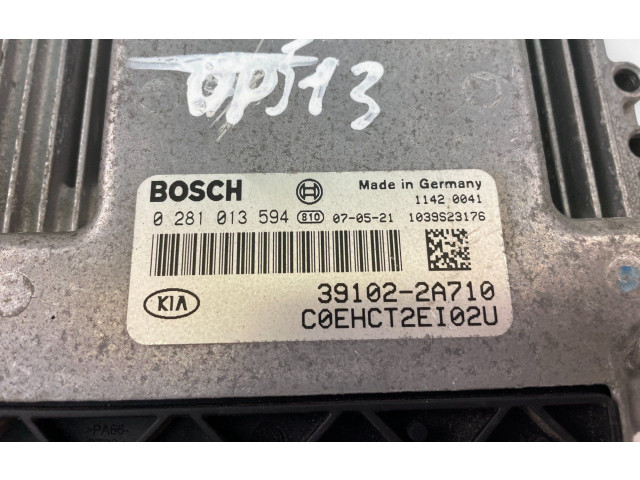 BOSCH Made in Germany
1142 0041
0 281 013 594 810 07-05-21 1039S23176
39102-2A710
KIA C0EHCT2EI02U
>PA66-